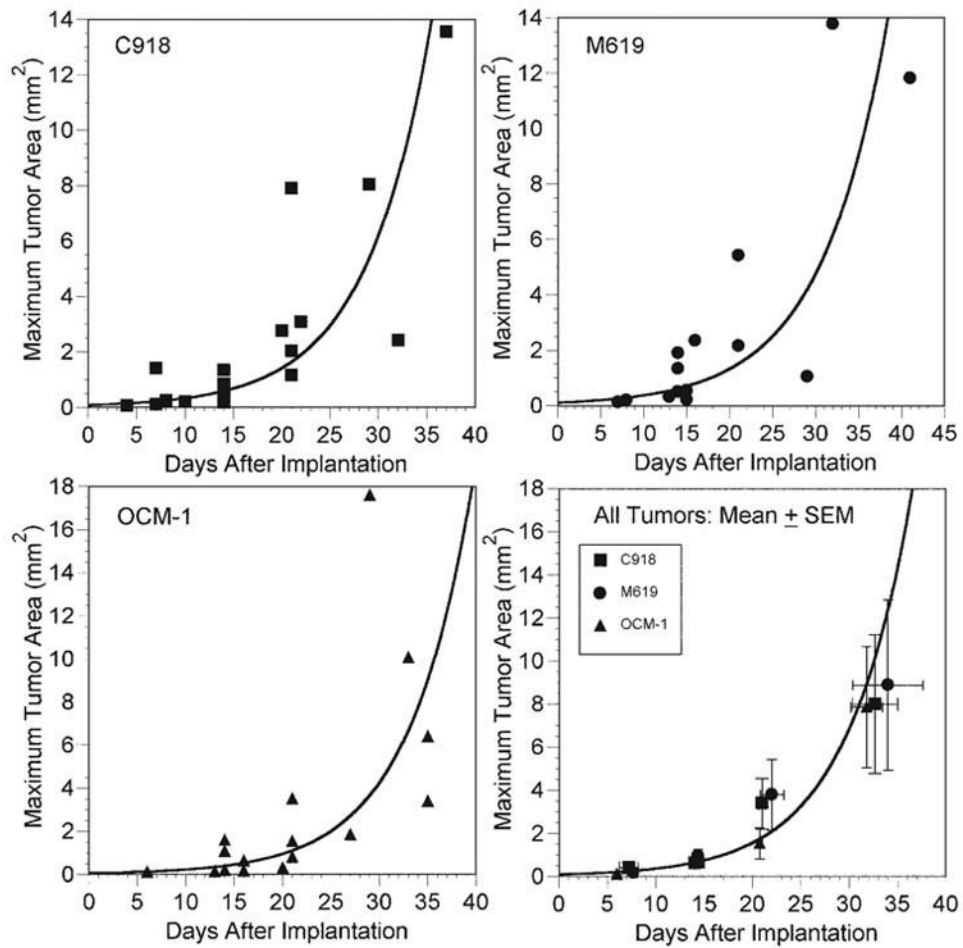 C918
Maximum Tumor Area (mm²)
14
12
10
8
6
4
2
0
0 5 10 15 20 25 30 35 40
Days After Implantation
M619
Maximum Tumor Area (mm²)
14
12
10
8
6
4
2
0
0 5 10 15 20 25 30 35 40 45
Days After Implantation
OCM-1
Maximum Tumor Area (mm²)
18
16
14
12
10
8
6
4
2
0
0 5 10 15 20 25 30 35 40
Days After Implantation
All Tumors: Mean ± SEM
C918
M619
OCM-1
Maximum Tumor Area (mm²)
18
16
14
12
10
8
6
4
2
0
0 5 10 15 20 25 30 35 40
Days After Implantation